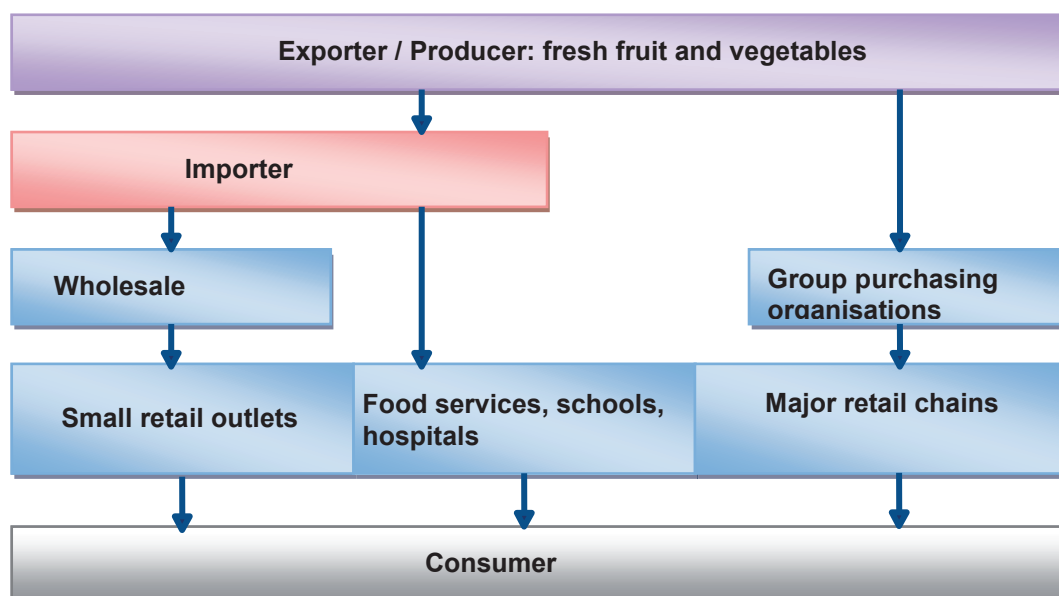 Exporter / Producer: fresh fruit and vegetables
Importer
Wholesale
Group purchasing
organisations
Small retail outlets
Food services, schools,
hospitals
Major retail chains
Consumer